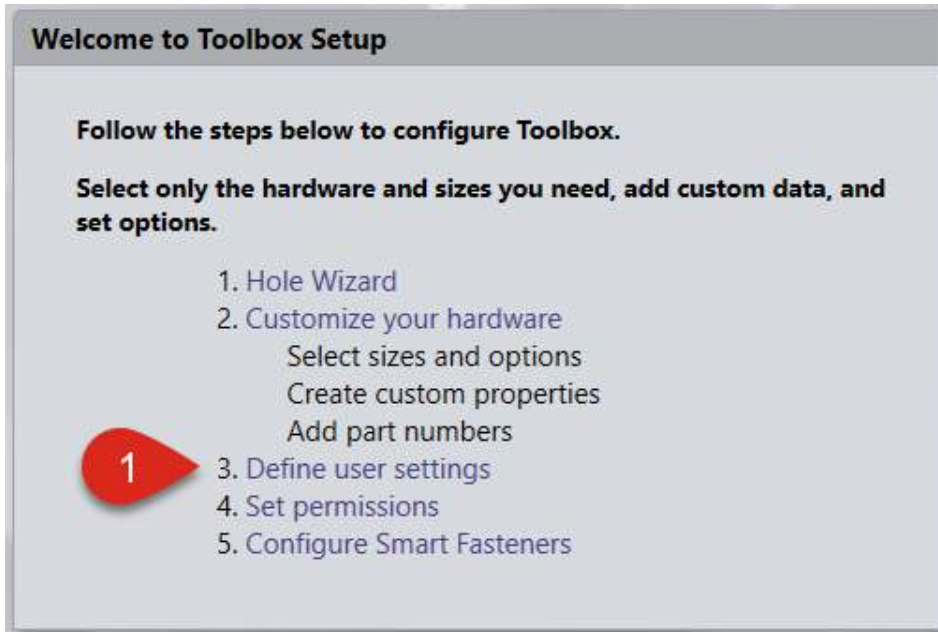 Welcome to Toolbox Setup
Follow the steps below to configure Toolbox.
Select only the hardware and sizes you need, add custom data, and
set options.
1. Hole Wizard
2. Customize your hardware
Select sizes and options
Create custom properties
Add part numbers
1
3. Define user settings
4. Set permissions
5. Configure Smart Fasteners